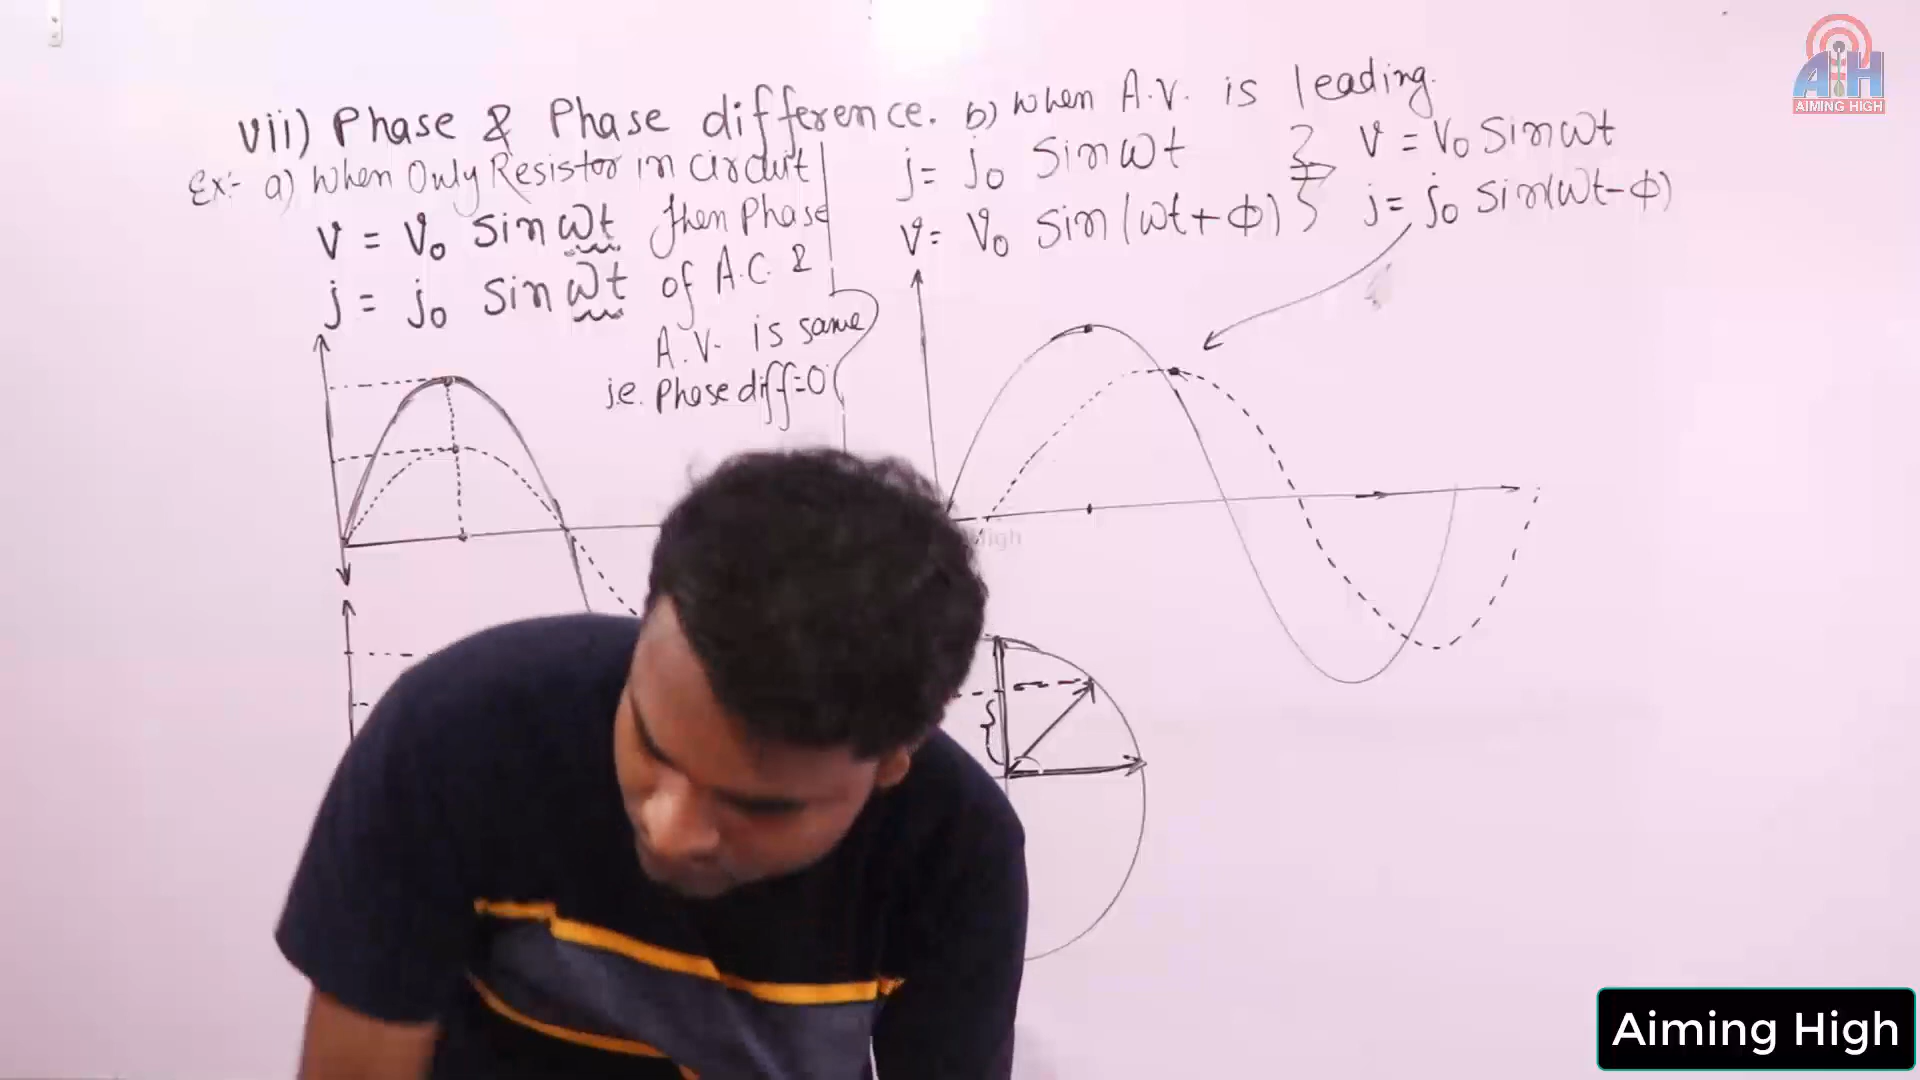 vii) Phase & Phase difference.
Ex:- a) When Only Resistor in circuit
V = V₀ Sin ωt then Phase
j = j₀ Sin ωt of A.C. &
A.V. is same
i.e. Phase diff = 0
b) When A.V. is leading.
j = j₀ Sin ωt
V = V₀ Sin (ωt + ϕ)
V = V₀ Sin ωt
j = j₀ Sin (ωt - ϕ)
AIMING HIGH
Aiming High